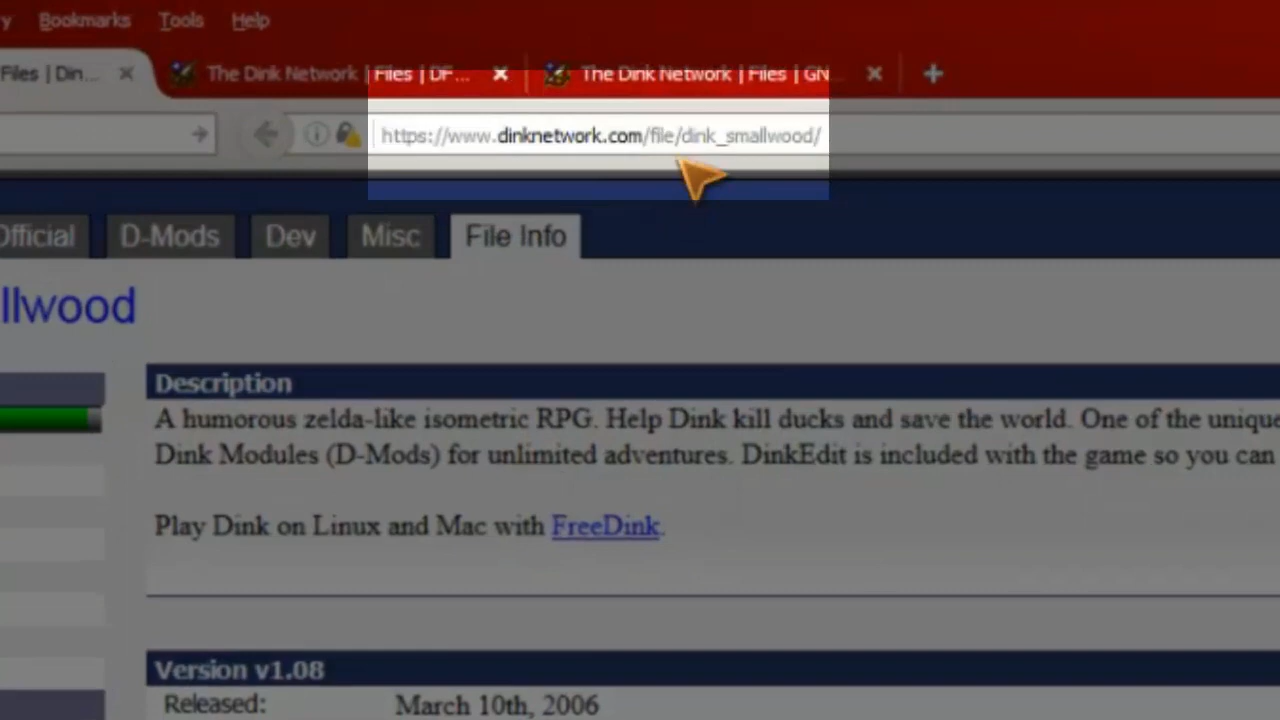 y Bookmarks Tools Help
Files | Din... The Dink Network | Files | DF... The Dink Network | Files | GN
https://www.dinknetwork.com/file/dink_smallwood/
Official D-Mods Dev Misc File Info
llwood
Description
A humorous zelda-like isometric RPG. Help Dink kill ducks and save the world. One of the unique
Dink Modules (D-Mods) for unlimited adventures. DinkEdit is included with the game so you can
Play Dink on Linux and Mac with FreeDink.
Version v1.08
Released: March 10th, 2006